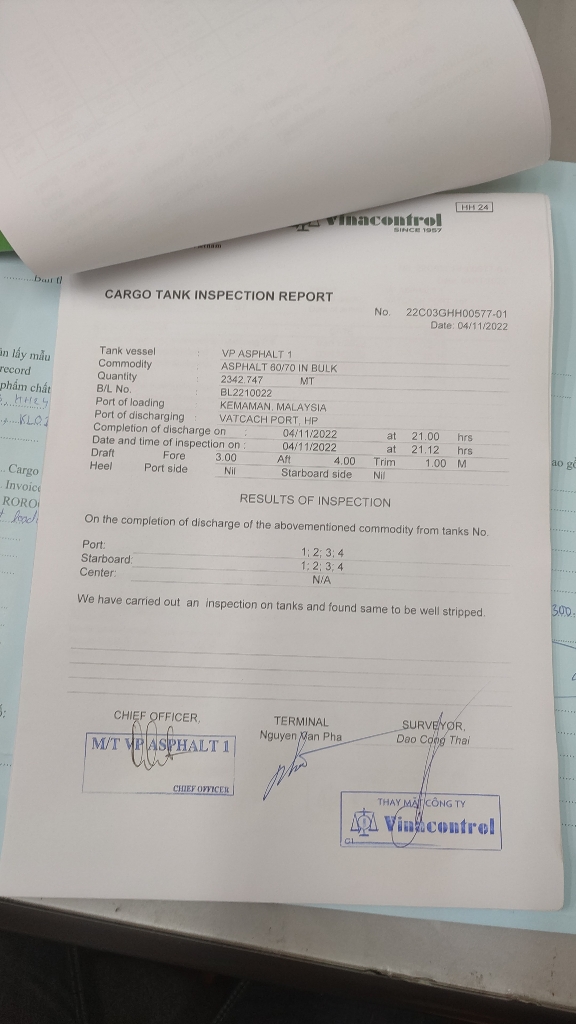 HH 24
Vinacontrol
SINCE 1957
CARGO TANK INSPECTION REPORT
No. 22C03GHH00577-01
Date: 04/11/2022
Tank vessel : VP ASPHALT 1
Commodity : ASPHALT 60/70 IN BULK
Quantity : 2342.747 MT
B/L No. : BL2210022
Port of loading : KEMAMAN, MALAYSIA
Port of discharging : VATCACH PORT, HP
Completion of discharge on : 04/11/2022 at 21.00 hrs
Date and time of inspection on : 04/11/2022 at 21.12 hrs
Draft Fore 3.00 Aft 4.00 Trim 1.00 M
Heel Port side Nil Starboard side Nil
RESULTS OF INSPECTION
On the completion of discharge of the abovementioned commodity from tanks No.
Port: 1; 2; 3; 4
Starboard: 1; 2; 3; 4
Center: N/A
We have carried out an inspection on tanks and found same to be well stripped.
CHIEF OFFICER,
TERMINAL
SURVEYOR,
Nguyen Van Pha
Dao Cong Thai
M/T VP ASPHALT 1
CHIEF OFFICER
THAY MẶT CÔNG TY
Vinacontrol
lấy mẫu
record
phẩm chất
Cargo
Invoice
300